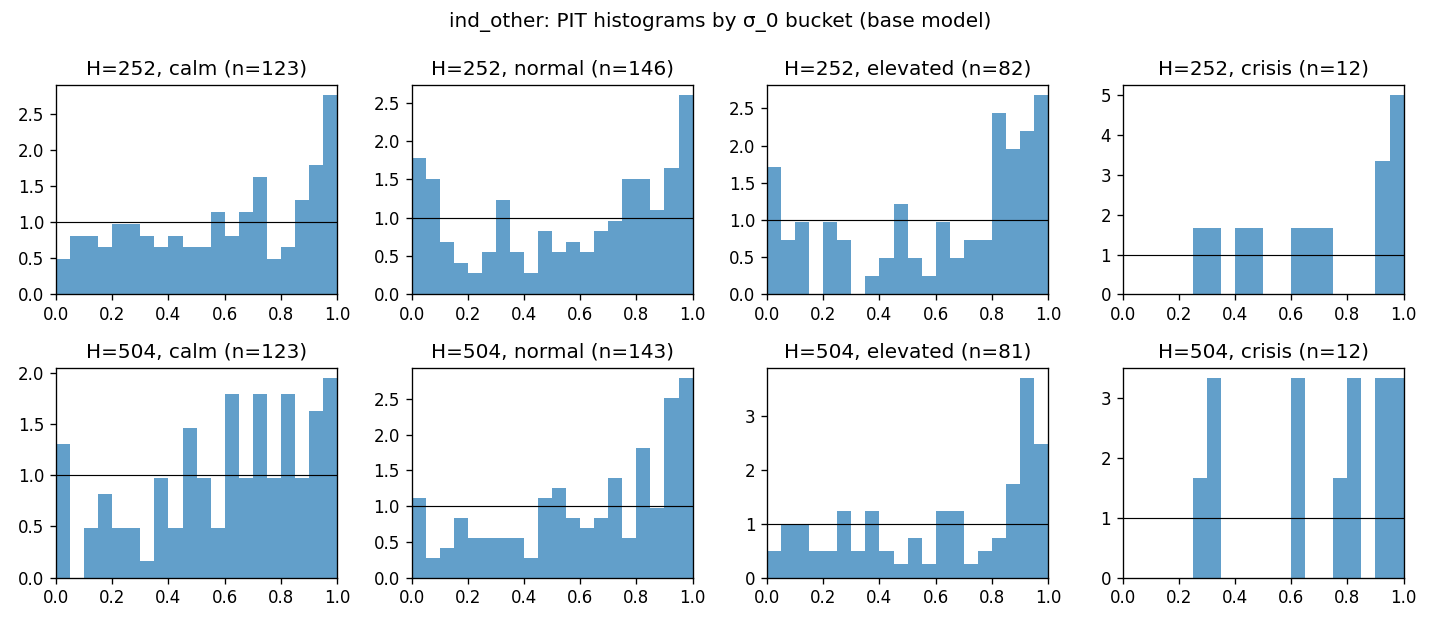 ind_other: PIT histograms by σ_0 bucket (base model)
H=252, calm (n=123)
H=252, normal (n=146)
H=252, elevated (n=82)
H=252, crisis (n=12)
2.5
2.0
1.5
1.0
0.5
0.0
0.0 0.2 0.4 0.6 0.8 1.0
2.5
2.0
1.5
1.0
0.5
0.0
0.0 0.2 0.4 0.6 0.8 1.0
2.5
2.0
1.5
1.0
0.5
0.0
0.0 0.2 0.4 0.6 0.8 1.0
5
4
3
2
1
0
0.0 0.2 0.4 0.6 0.8 1.0
H=504, calm (n=123)
H=504, normal (n=143)
H=504, elevated (n=81)
H=504, crisis (n=12)
2.0
1.5
1.0
0.5
0.0
0.0 0.2 0.4 0.6 0.8 1.0
2.5
2.0
1.5
1.0
0.5
0.0
0.0 0.2 0.4 0.6 0.8 1.0
3
2
1
0
0.0 0.2 0.4 0.6 0.8 1.0
3
2
1
0
0.0 0.2 0.4 0.6 0.8 1.0